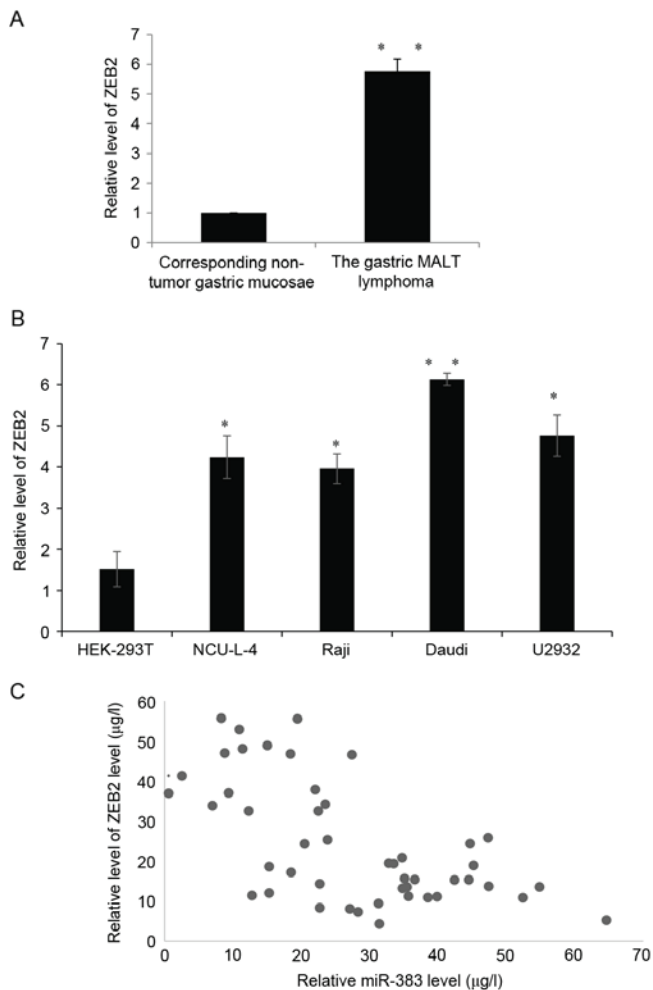 A
Relative level of ZEB2
7
6
5
4
3
2
1
0
* *
Corresponding non-
tumor gastric mucosae
The gastric MALT
lymphoma
B
Relative level of ZEB2
7
6
5
4
3
2
1
0
*
*
* *
*
HEK-293T NCU-L-4 Raji Daudi U2932
C
Relative level of ZEB2 level (µg/l)
60
50
40
30
20
10
0
0 10 20 30 40 50 60 70
Relative miR-383 level (µg/l)